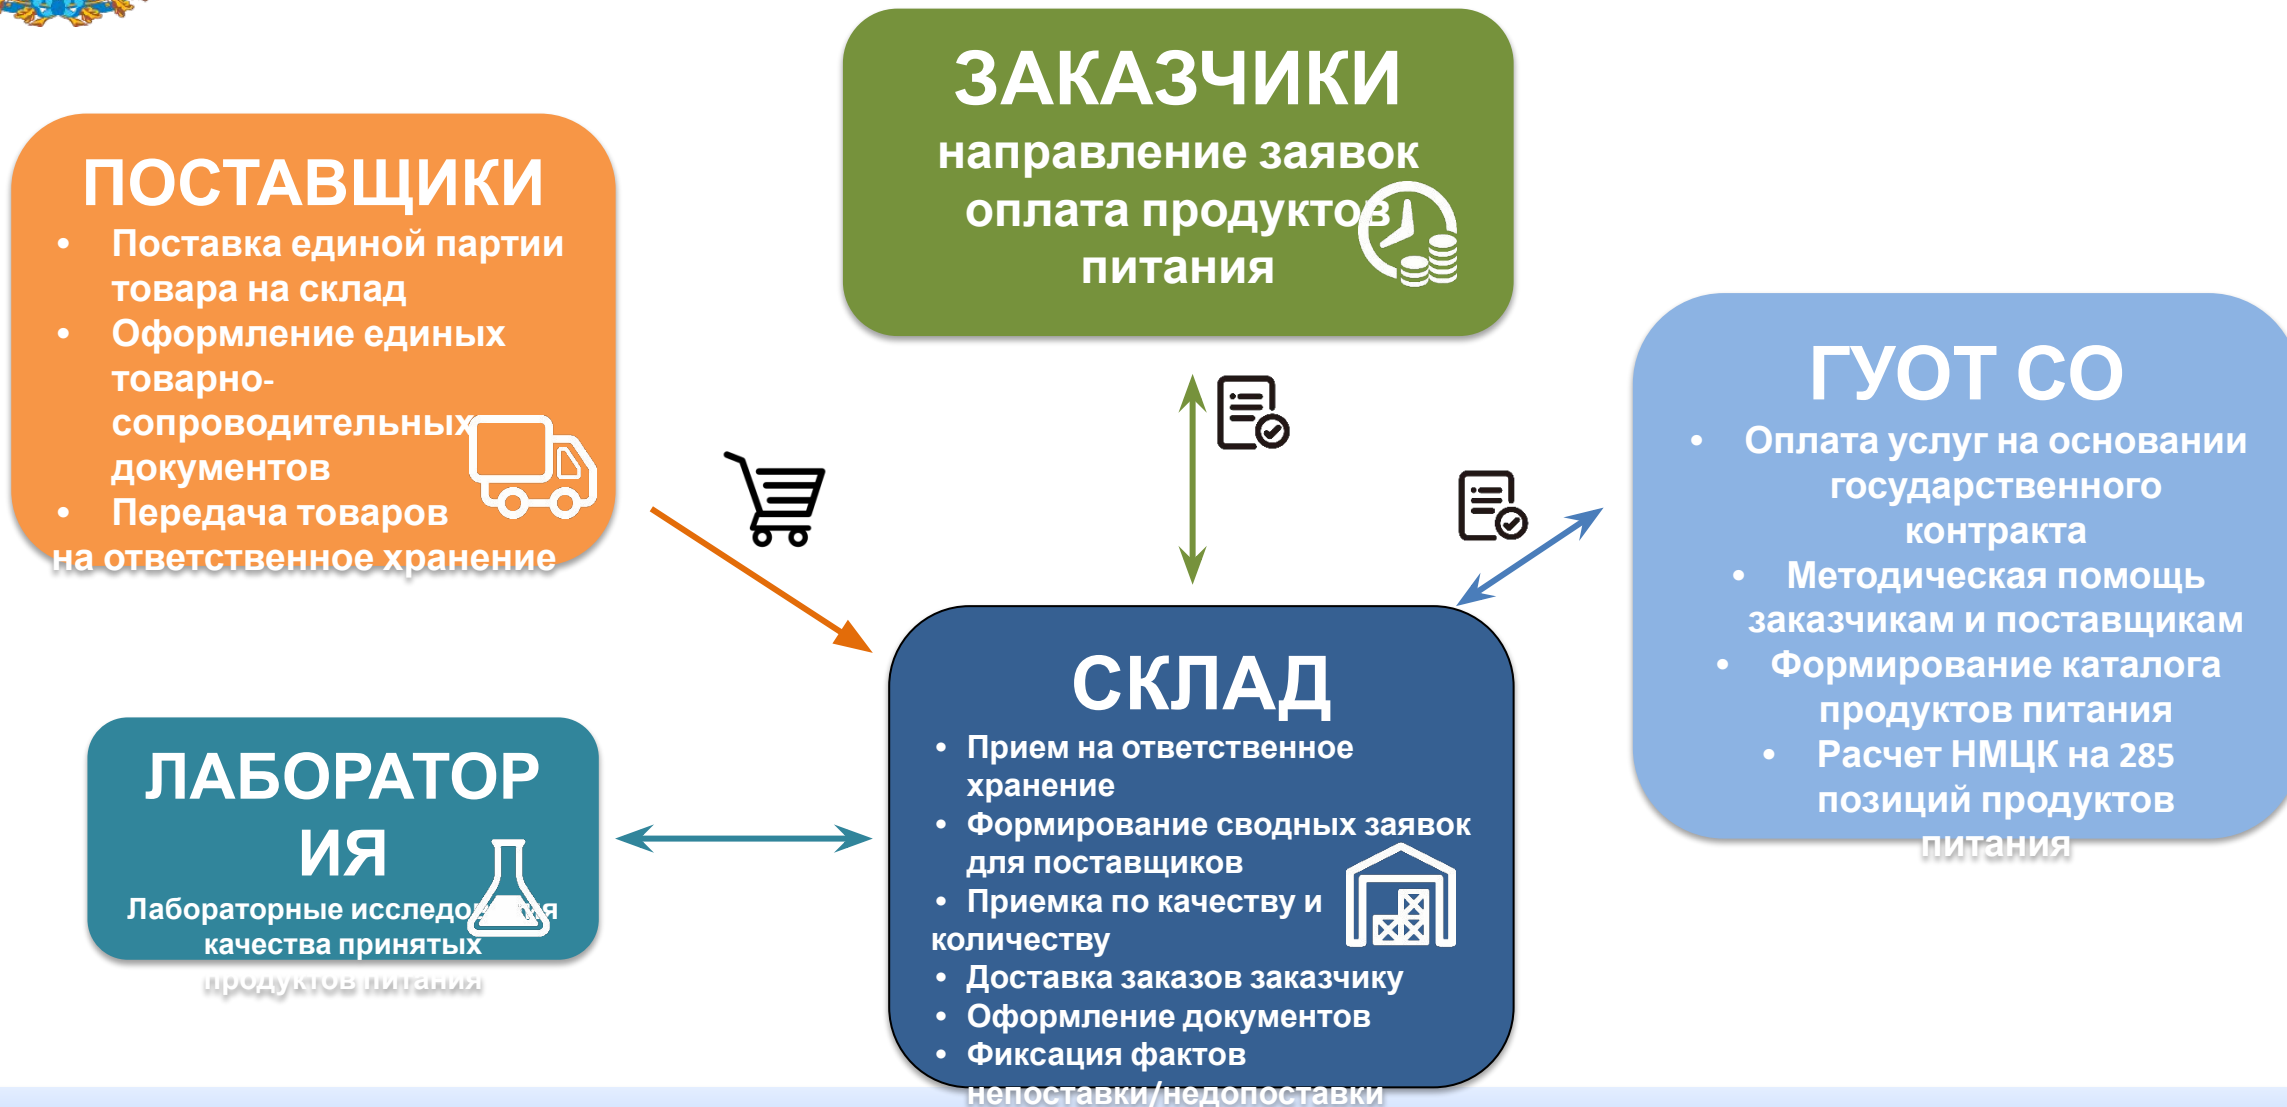 ЗАКАЗЧИКИ
направление заявок
оплата продуктов
питания
ПОСТАВЩИКИ
• Поставка единой партии
товара на склад
• Оформление единых
товарно-
сопроводительных
документов
• Передача товаров
на ответственное хранение
ГУОТ СО
• Оплата услуг на основании
государственного
контракта
• Методическая помощь
заказчикам и поставщикам
• Формирование каталога
продуктов питания
• Расчет НМЦК на 285
позиций продуктов
питания
ЛАБОРАТОР
ИЯ
Лабораторные исследования
качества принятых
продуктов питания
СКЛАД
• Прием на ответственное
хранение
• Формирование сводных заявок
для поставщиков
• Приемка по качеству и
количеству
• Доставка заказов заказчику
• Оформление документов
• Фиксация фактов
непоставки/недопоставки